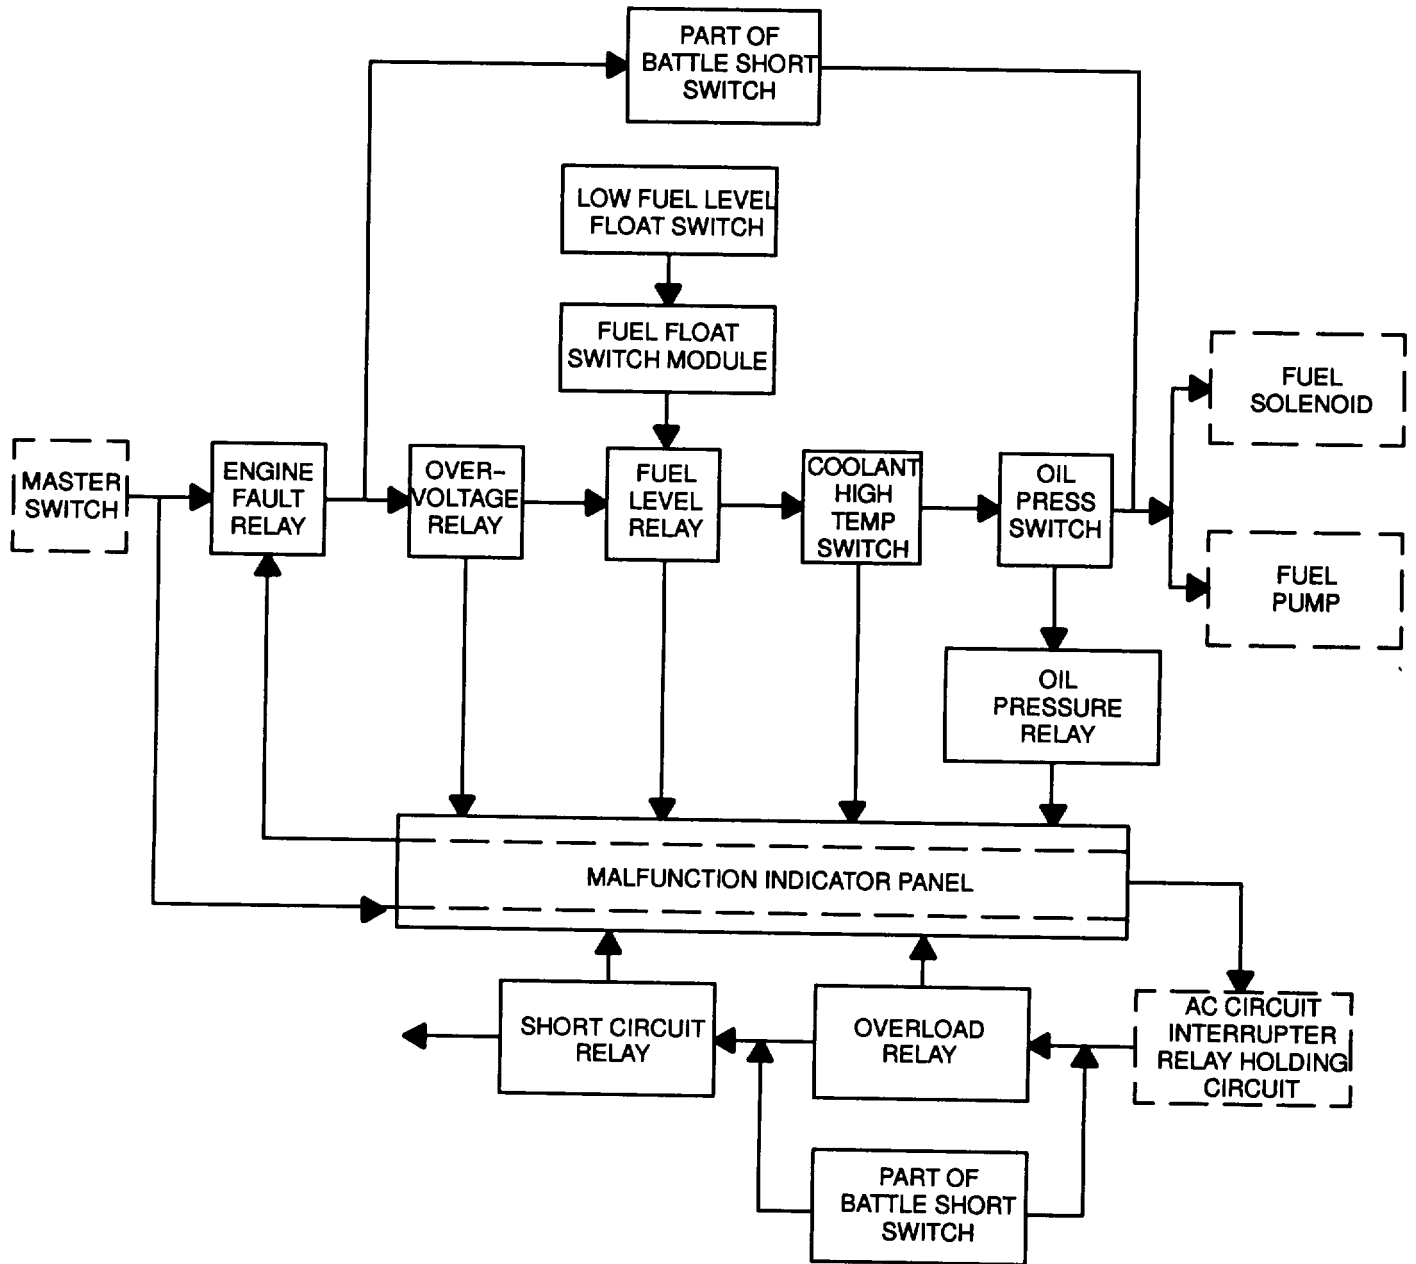 PART OF
BATTLE SHORT
SWITCH
LOW FUEL LEVEL
FLOAT SWITCH
FUEL FLOAT
SWITCH MODULE
FUEL
SOLENOID
MASTER
SWITCH
ENGINE
FAULT
RELAY
OVER-
VOLTAGE
RELAY
FUEL
LEVEL
RELAY
COOLANT
HIGH
TEMP
SWITCH
OIL
PRESS
SWITCH
FUEL
PUMP
OIL
PRESSURE
RELAY
MALFUNCTION INDICATOR PANEL
SHORT CIRCUIT
RELAY
OVERLOAD
RELAY
AC CIRCUIT
INTERRUPTER
RELAY HOLDING
CIRCUIT
PART OF
BATTLE SHORT
SWITCH